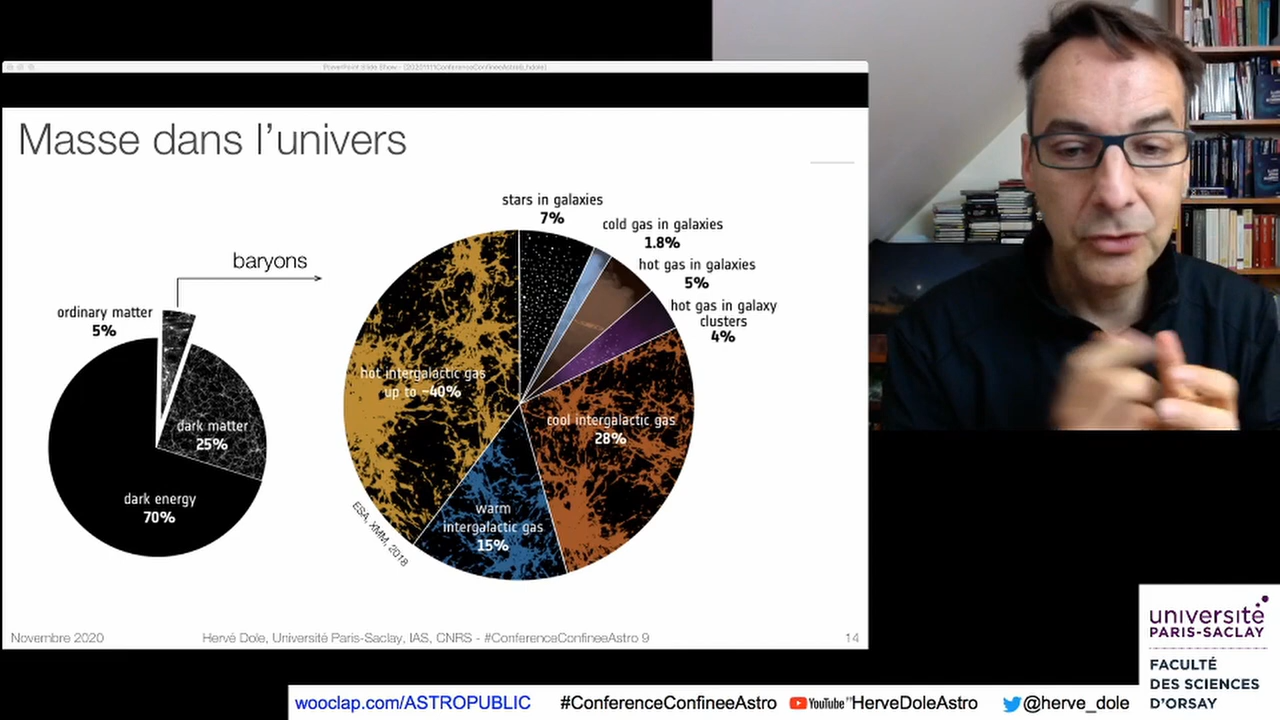 PowerPoint Slide Show - [20201111ConferenceConfineeAstro9_hdole]
Masse dans l'univers
stars in galaxies
7%
cold gas in galaxies
1.8%
hot gas in galaxies
5%
hot gas in galaxy
clusters
4%
baryons
ordinary matter
5%
hot intergalactic gas
up to ~40%
cool intergalactic gas
28%
dark matter
25%
dark energy
70%
warm
intergalactic gas
15%
ESA, XMM, 2018
Novembre 2020
Hervé Dole, Université Paris-Saclay, IAS, CNRS - #ConferenceConfineeAstro 9
14
université
PARIS-SACLAY
FACULTÉ
DES SCIENCES
D'ORSAY
wooclap.com/ASTROPUBLIC
#ConferenceConfineeAstro
YouTube HerveDoleAstro
@herve_dole